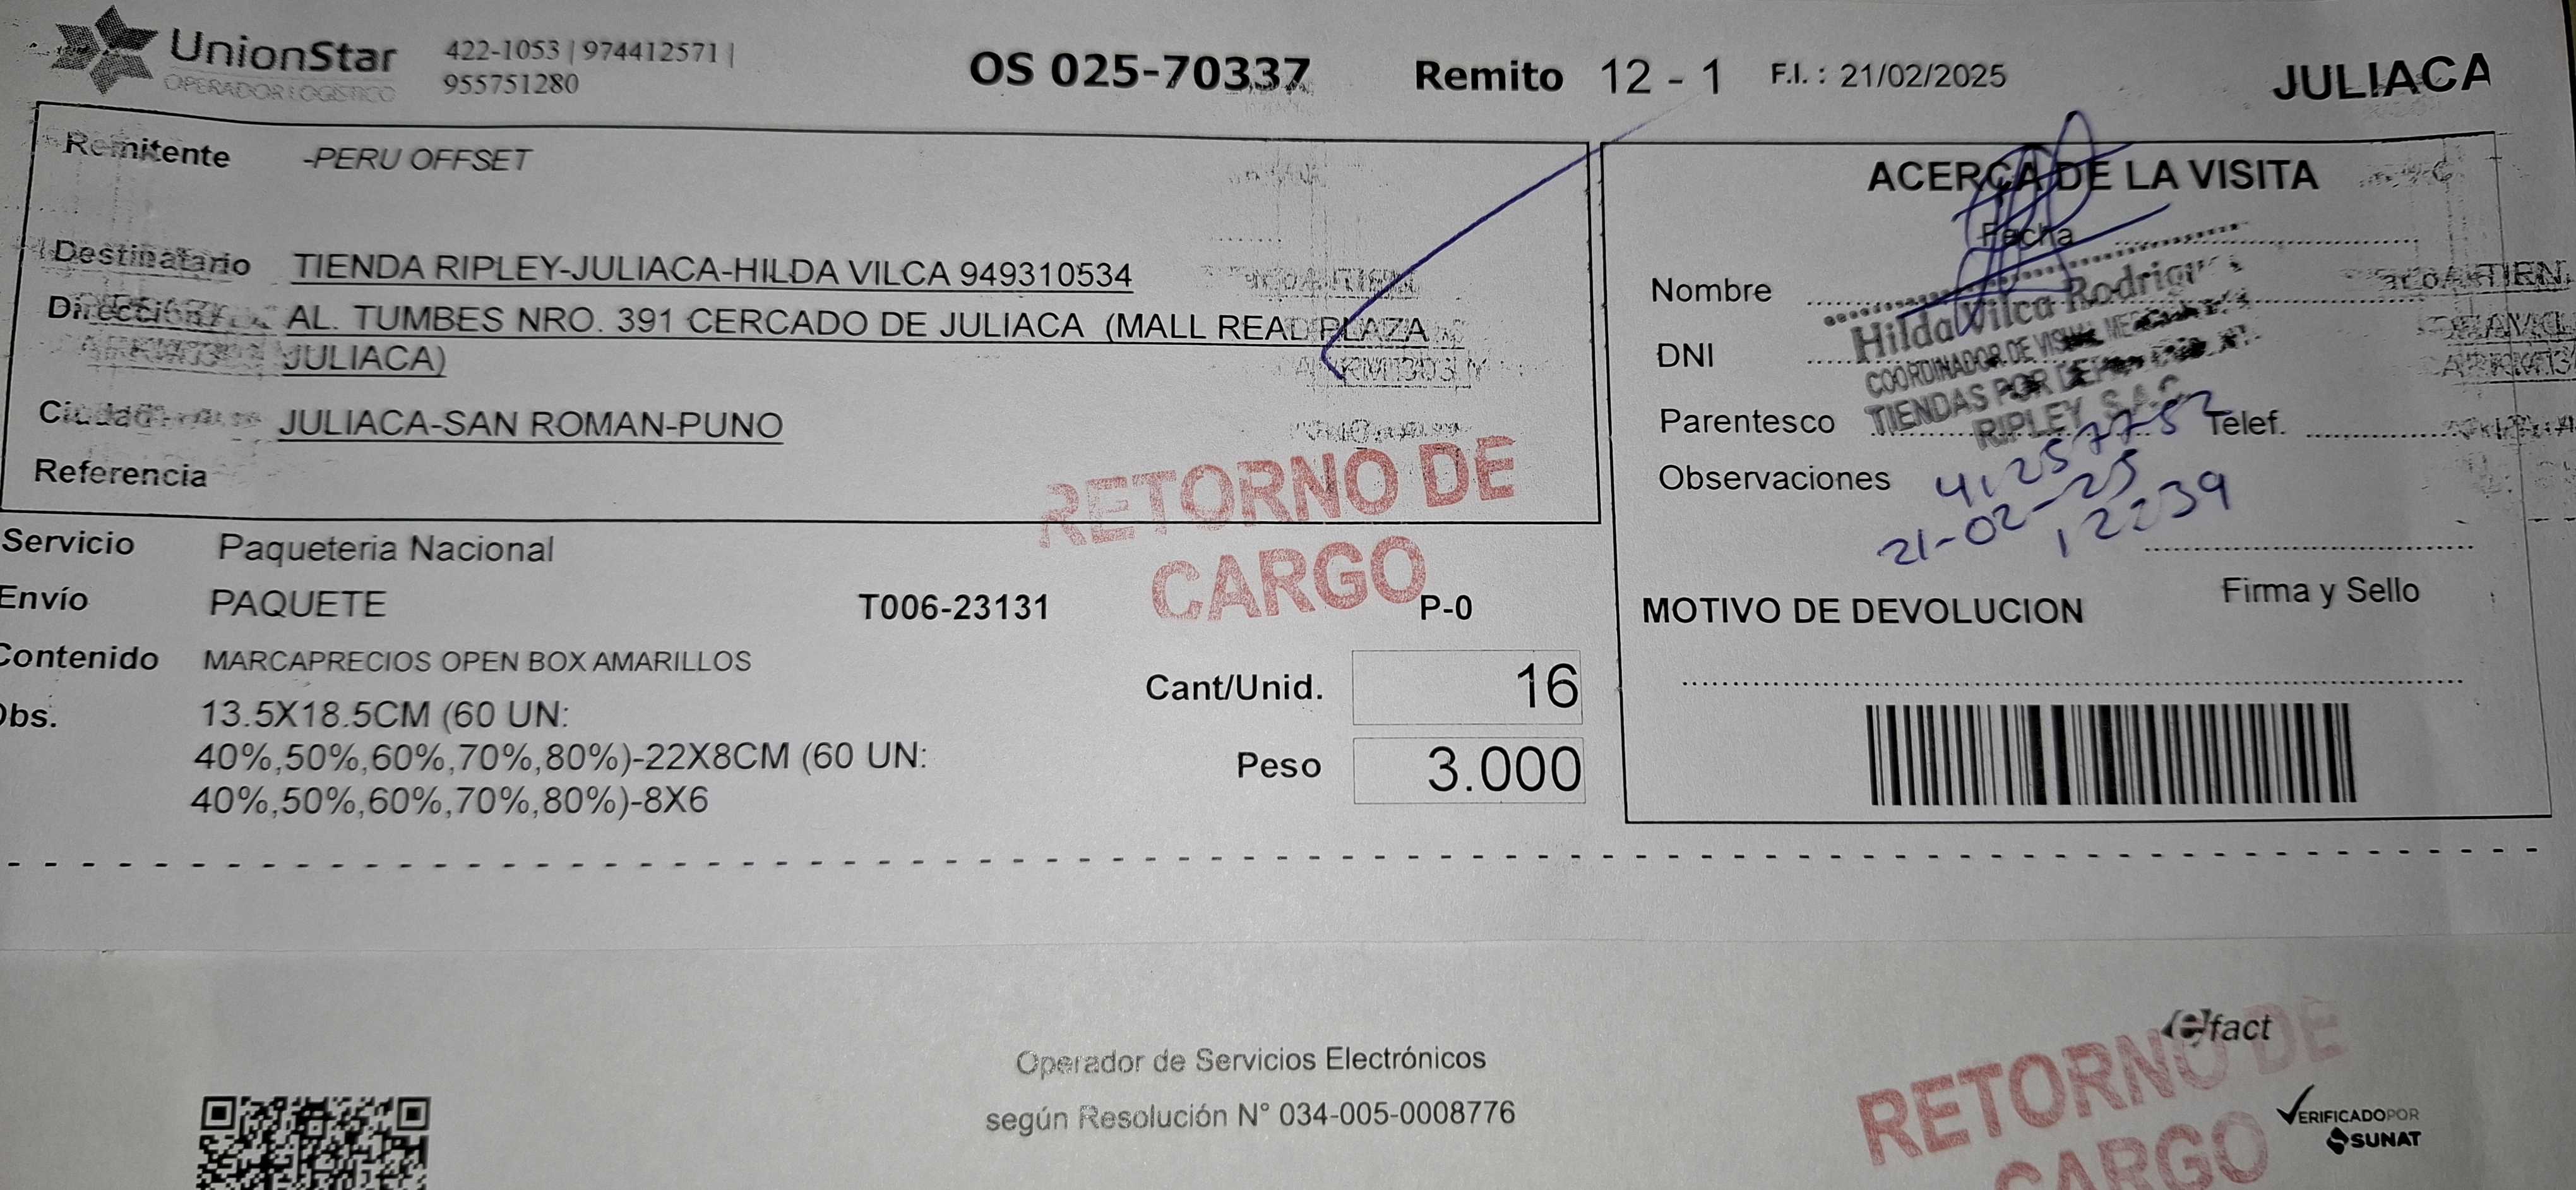 UnionStar
OPERADOR LOGÍSTICO
422-1053 | 974412571 |
955751280
OS 025-70337
Remito 12 - 1
F.I. : 21/02/2025
JULIACA
Remitente -PERU OFFSET
Destinatario TIENDA RIPLEY-JULIACA-HILDA VILCA 949310534
Dirección AL. TUMBES NRO. 391 CERCADO DE JULIACA (MALL REAL PLAZA
JULIACA)
Ciudad JULIACA-SAN ROMAN-PUNO
Referencia
RETORNO DE
CARGO
Servicio Paqueteria Nacional
Envío PAQUETE T006-23131 P-0
Contenido MARCAPRECIOS OPEN BOX AMARILLOS
Obs. 13.5X18.5CM (60 UN:
40%,50%,60%,70%,80%)-22X8CM (60 UN:
40%,50%,60%,70%,80%)-8X6
Cant/Unid. 16
Peso 3.000
ACERCA DE LA VISITA
Fecha
Nombre
DNI
Parentesco
Telef.
Observaciones
Hilda Vilca Rodrigu
COORDINADOR DE VISUAL
TIENDAS POR
RIPLEY S.A.C.
41257752
21-02-25
12:39
Firma y Sello
MOTIVO DE DEVOLUCION
Operador de Servicios Electrónicos
según Resolución N° 034-005-0008776
efact
RETORNO DE
CARGO
VERIFICADO POR
SUNAT